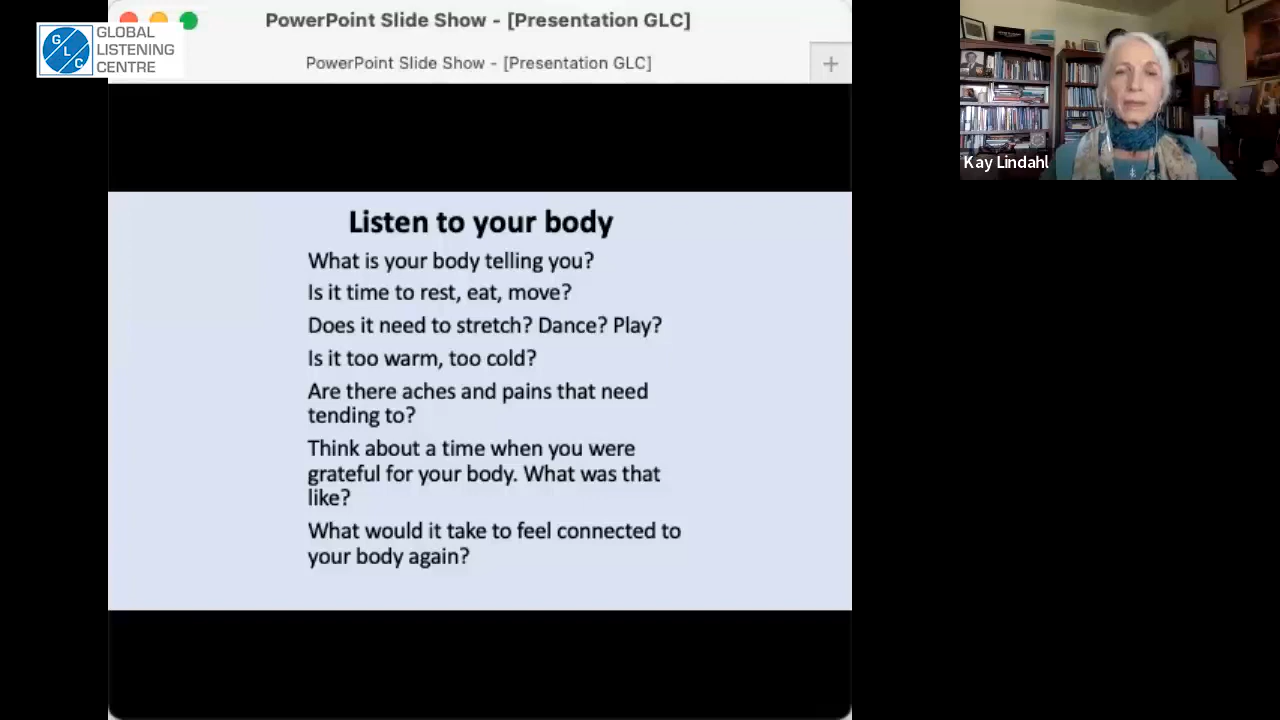 PowerPoint Slide Show - [Presentation GLC]
GLOBAL
LISTENING
CENTRE
G
L
C
PowerPoint Slide Show - [Presentation GLC]
+
Kay Lindahl
Listen to your body
What is your body telling you?
Is it time to rest, eat, move?
Does it need to stretch? Dance? Play?
Is it too warm, too cold?
Are there aches and pains that need
tending to?
Think about a time when you were
grateful for your body. What was that
like?
What would it take to feel connected to
your body again?